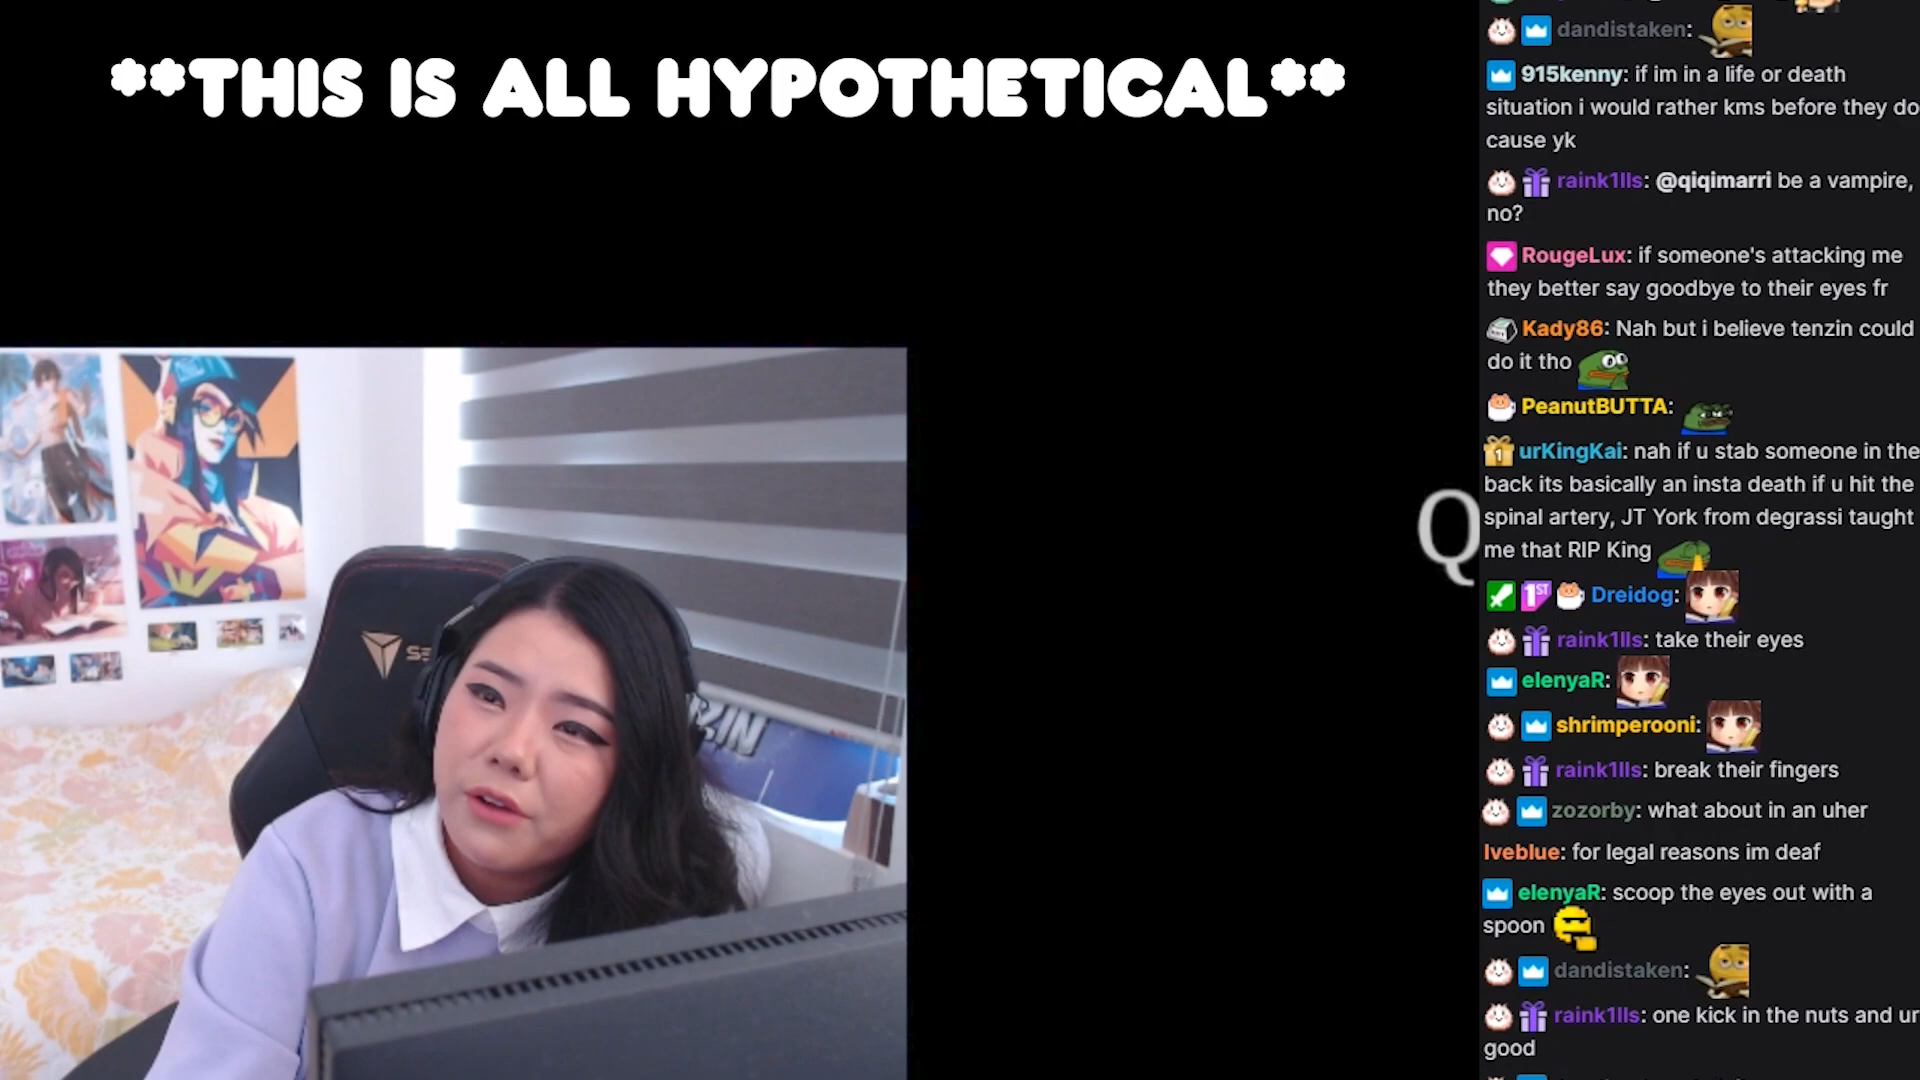 **THIS IS ALL HYPOTHETICAL**
dandistaken:
915kenny: if im in a life or death
situation i would rather kms before they do
cause yk
raink1lls: @qiqimarri be a vampire,
no?
RougeLux: if someone's attacking me
they better say goodbye to their eyes fr
Kady86: Nah but i believe tenzin could
do it tho
PeanutBUTTA:
urKingKai: nah if u stab someone in the
back its basically an insta death if u hit the
spinal artery, JT York from degrassi taught
me that RIP King
1ST Dreidog:
raink1lls: take their eyes
elenyaR:
shrimperooni:
raink1lls: break their fingers
zozorby: what about in an uher
lveblue: for legal reasons im deaf
elenyaR: scoop the eyes out with a
spoon
dandistaken:
raink1lls: one kick in the nuts and ur
good
Q
SE